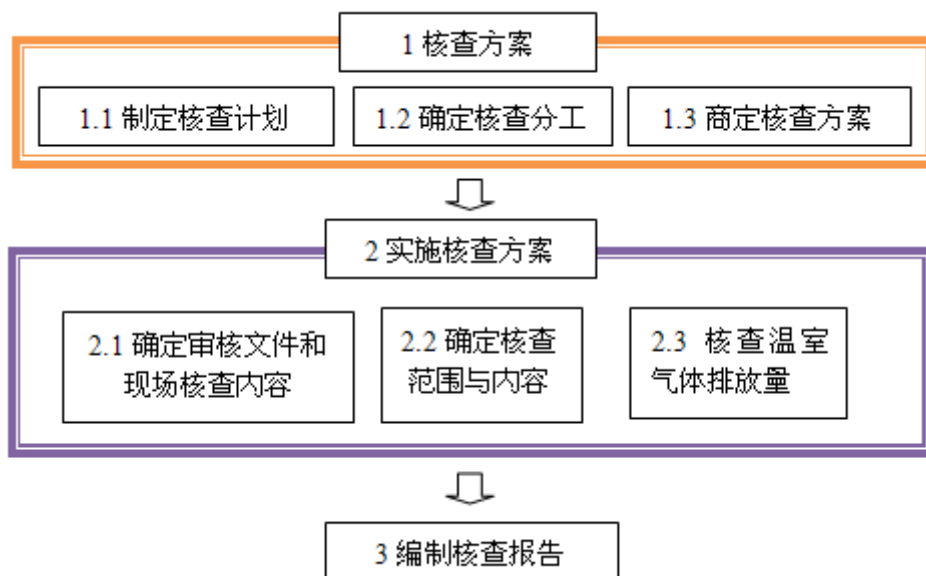 1 核查方案
1.1 制定核查计划
1.2 确定核查分工
1.3 商定核查方案
2 实施核查方案
2.1 确定审核文件和
现场核查内容
2.2 确定核查
范围与内容
2.3 核查温室
气体排放量
3 编制核查报告